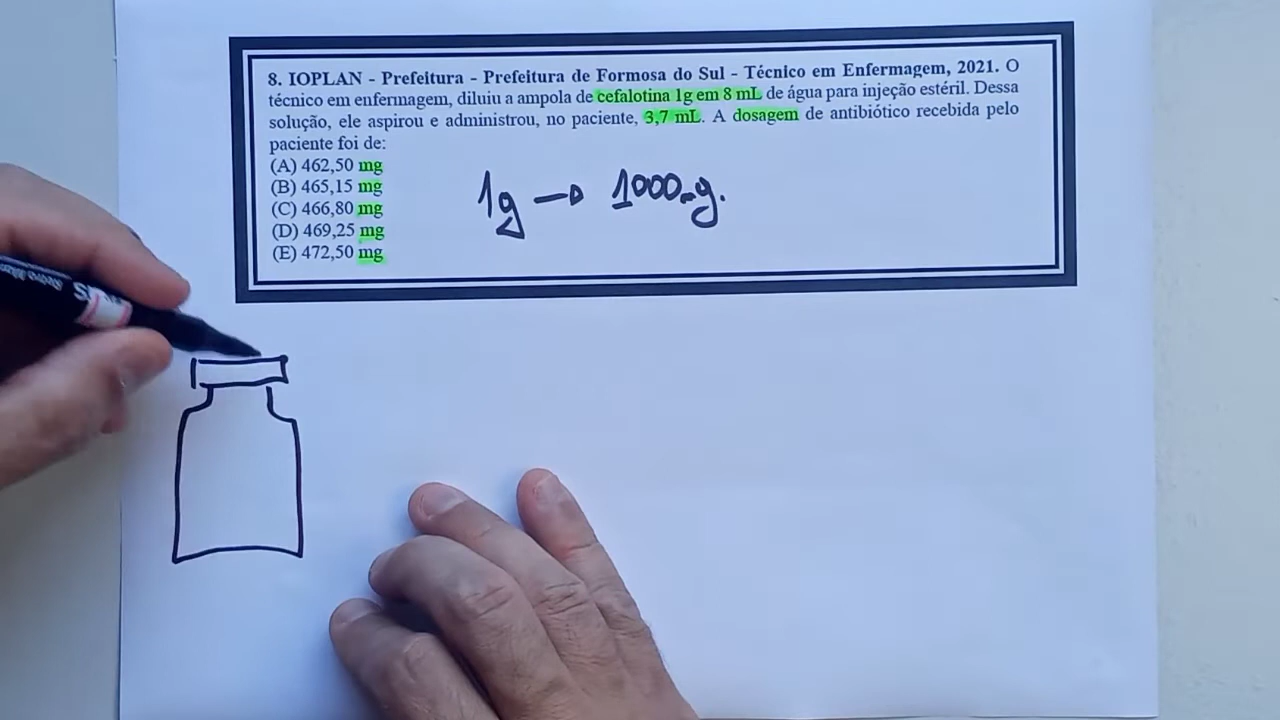 8. IOPLAN - Prefeitura - Prefeitura de Formosa do Sul - Técnico em Enfermagem, 2021. O
técnico em enfermagem, diluiu a ampola de cefalotina 1g em 8 mL de água para injeção estéril. Dessa
solução, ele aspirou e administrou, no paciente, 3,7 mL. A dosagem de antibiótico recebida pelo
paciente foi de:
(A) 462,50 mg
(B) 465,15 mg
(C) 466,80 mg
(D) 469,25 mg
(E) 472,50 mg
1g → 1000mg.